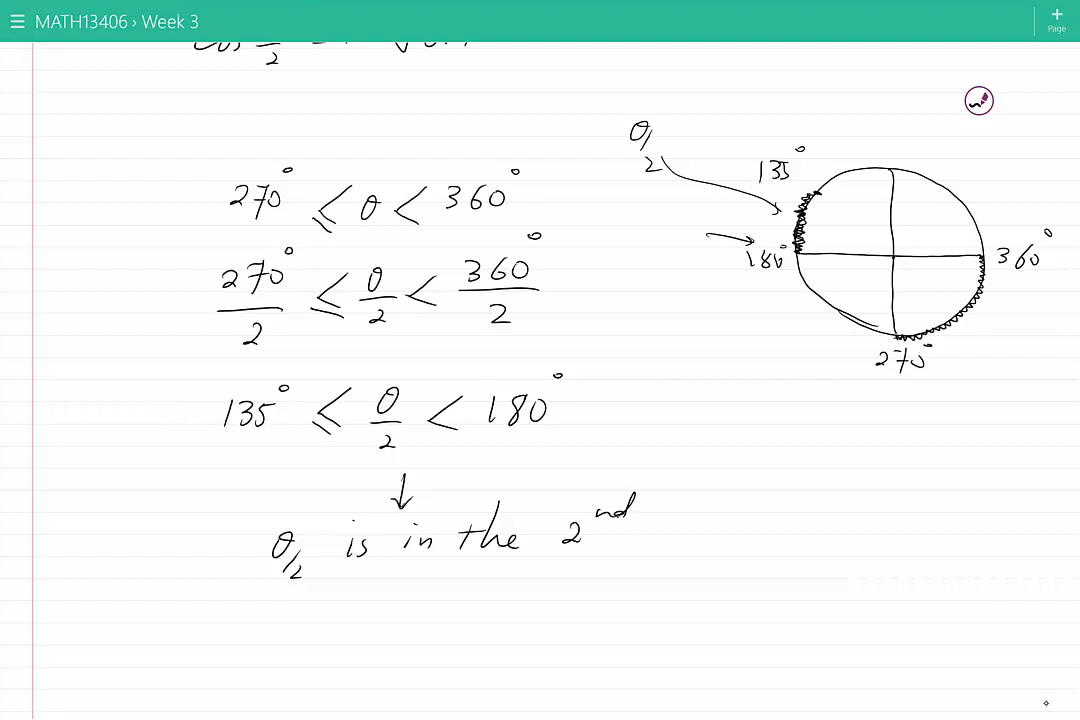 MATH13406 › Week 3
Page
270° ≤ θ < 360°
270°/2 ≤ θ/2 < 360°/2
135° ≤ θ/2 < 180°
↓
θ/2 is in the 2nd
θ/2
135°
180°
360°
270°